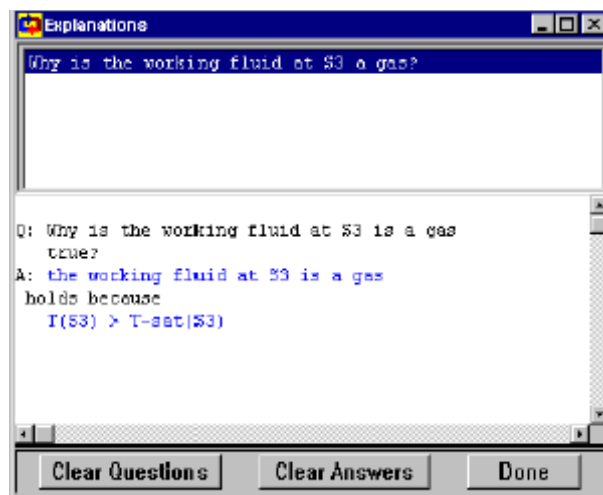 Explanations
Why is the working fluid at S3 a gas?
Q: Why is the working fluid at S3 is a gas
true?
A: the working fluid at S3 is a gas
holds because
T(S3) > T-sat(S3)
Clear Questions
Clear Answers
Done